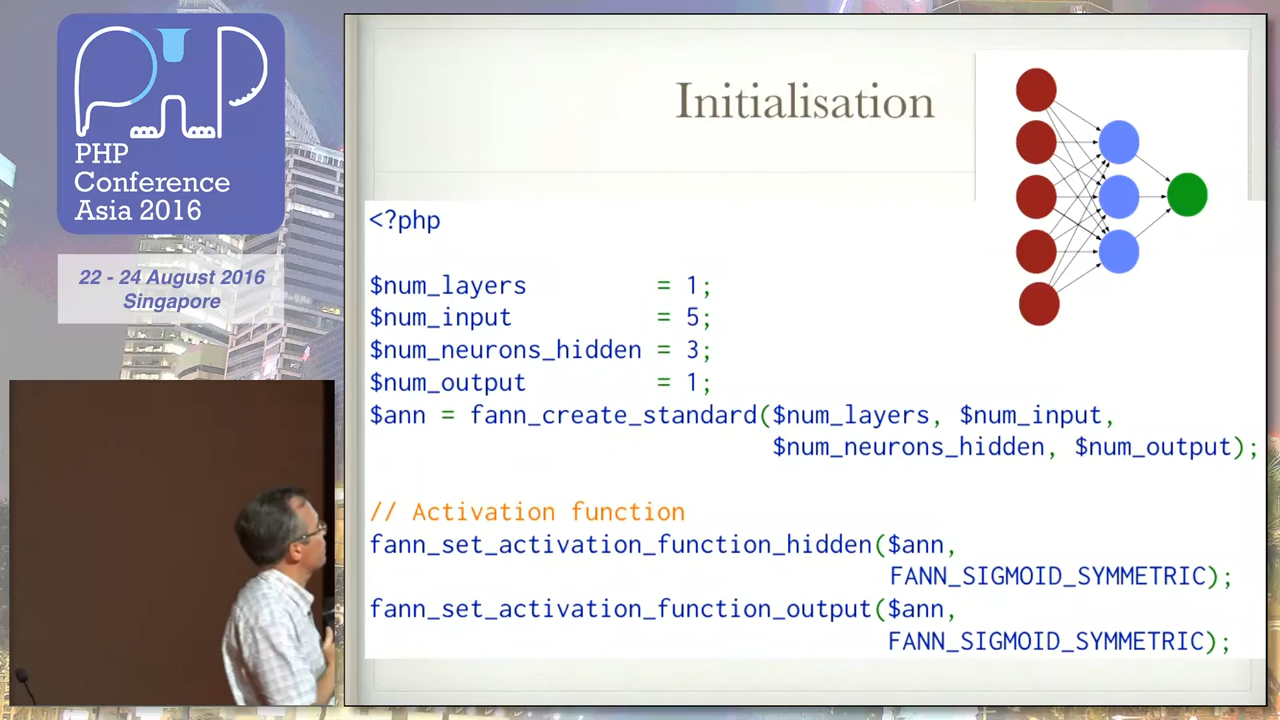 PHP
Conference
Asia 2016
22 - 24 August 2016
Singapore
Initialisation
<?php
$num_layers = 1;
$num_input = 5;
$num_neurons_hidden = 3;
$num_output = 1;
$ann = fann_create_standard($num_layers, $num_input,
$num_neurons_hidden, $num_output);
// Activation function
fann_set_activation_function_hidden($ann,
FANN_SIGMOID_SYMMETRIC);
fann_set_activation_function_output($ann,
FANN_SIGMOID_SYMMETRIC);